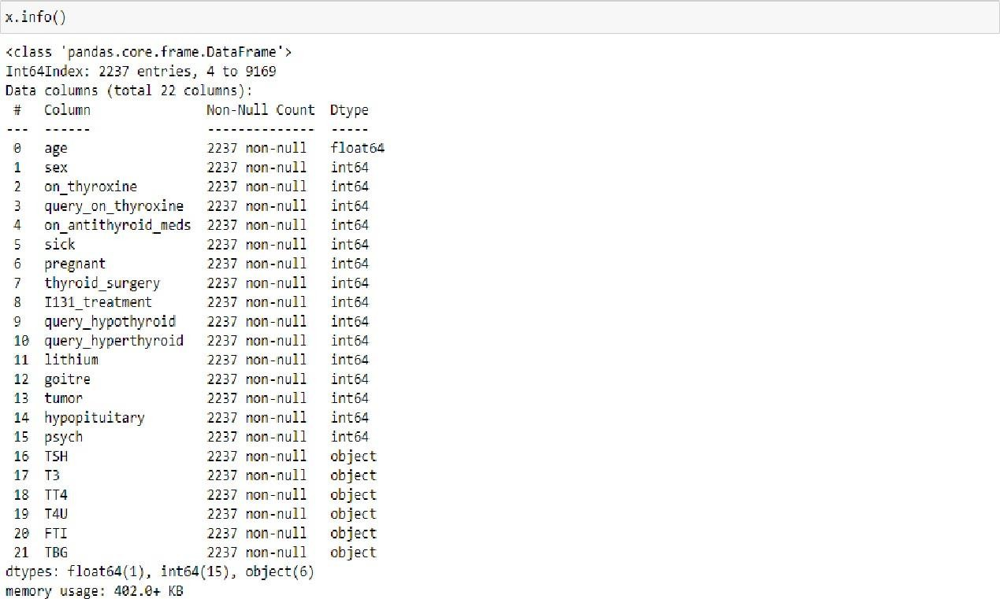 x.info()
<class 'pandas.core.frame.DataFrame'>
Int64Index: 2237 entries, 4 to 9169
Data columns (total 22 columns):
 #   Column               Non-Null Count  Dtype
---  ------               --------------  -----
 0   age                  2237 non-null   float64
 1   sex                  2237 non-null   int64
 2   on_thyroxine         2237 non-null   int64
 3   query_on_thyroxine   2237 non-null   int64
 4   on_antithyroid_meds  2237 non-null   int64
 5   sick                 2237 non-null   int64
 6   pregnant             2237 non-null   int64
 7   thyroid_surgery      2237 non-null   int64
 8   I131_treatment       2237 non-null   int64
 9   query_hypothyroid    2237 non-null   int64
 10  query_hyperthyroid   2237 non-null   int64
 11  lithium              2237 non-null   int64
 12  goitre               2237 non-null   int64
 13  tumor                2237 non-null   int64
 14  hypopituitary        2237 non-null   int64
 15  psych                2237 non-null   int64
 16  TSH                  2237 non-null   object
 17  T3                   2237 non-null   object
 18  TT4                  2237 non-null   object
 19  T4U                  2237 non-null   object
 20  FTI                  2237 non-null   object
 21  TBG                  2237 non-null   object
dtypes: float64(1), int64(15), object(6)
memory usage: 402.0+ KB